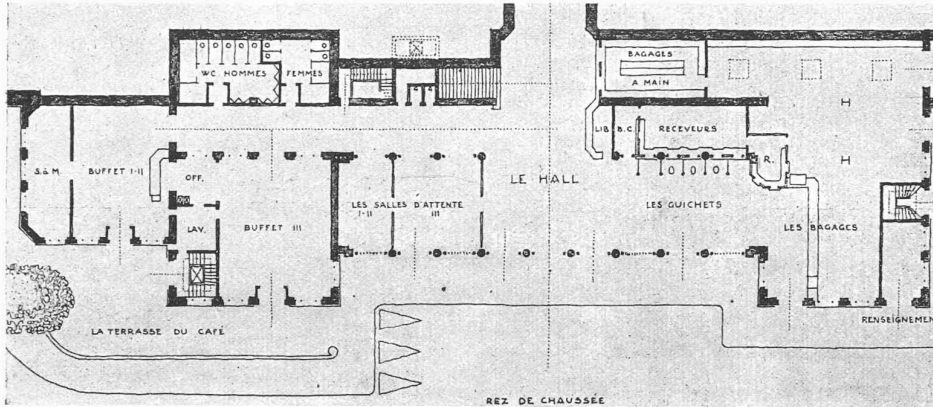 BAGAGES
A MAIN
WC. HOMMES
FEMMES
LIB.
B.C.
RECEVEURS
H
H
S.à M.
BUFFET I-II
OFF.
LE HALL
R.
LES SALLES D'ATTENTE
I-II
III
LES GUICHETS
LAV.
BUFFET III
LES BAGAGES
LA TERRASSE DU CAFÉ
RENSEIGNEMEN
REZ DE CHAUSSÉE